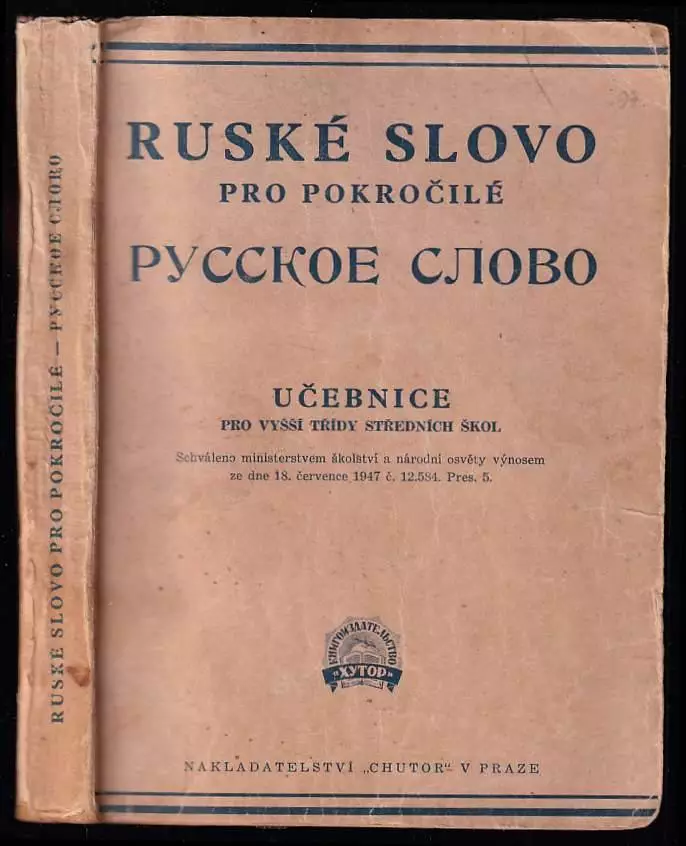 RUSKÉ SLOVO PRO POKROČILÉ — РУССКОЕ СЛОВО
RUSKÉ SLOVO
PRO POKROČILÉ
РУССКОЕ СЛОВО
UČEBNICE
PRO VYŠŠÍ TŘÍDY STŘEDNÍCH ŠKOL
Schváleno ministerstvem školství a národní osvěty výnosem
ze dne 18. července 1947 č. 12.584. Pres. 5.
КНИГОИЗДАТЕЛЬСТВО
"ХУТОР"
NAKLADATELSTVÍ „CHUTOR" V PRAZE